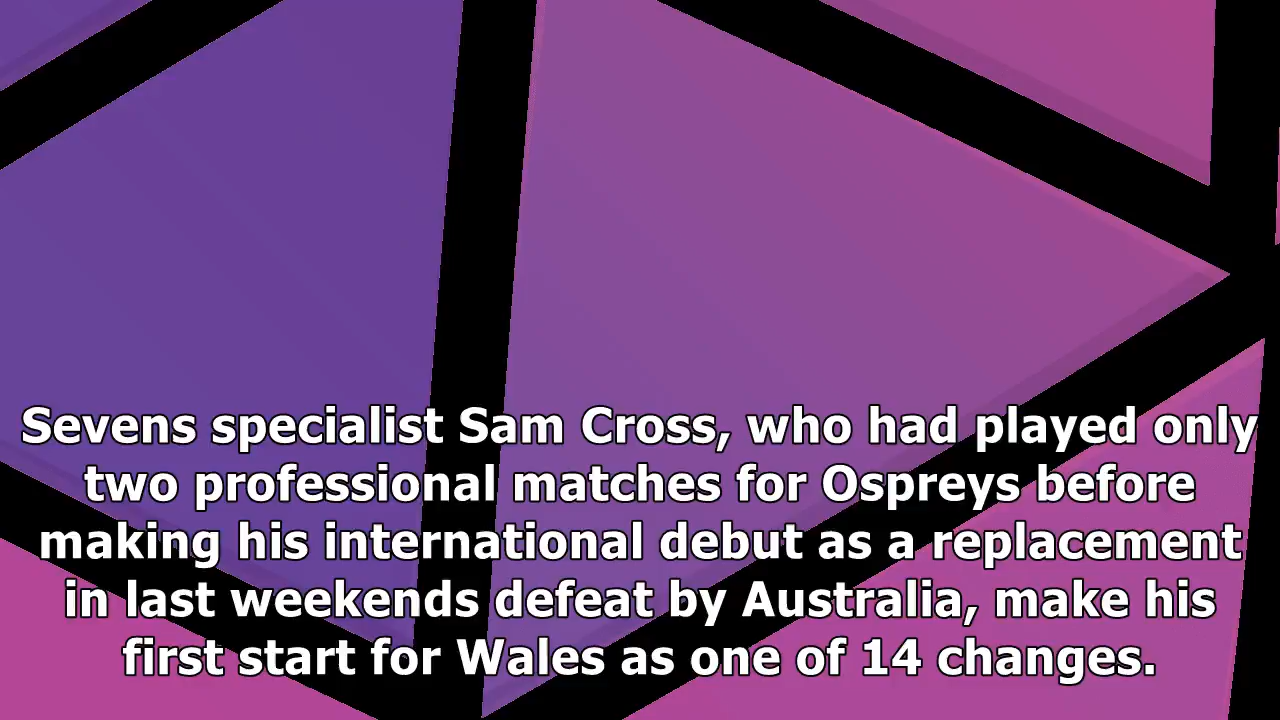 Sevens specialist Sam Cross, who had played only
two professional matches for Ospreys before
making his international debut as a replacement
in last weekends defeat by Australia, make his
first start for Wales as one of 14 changes.